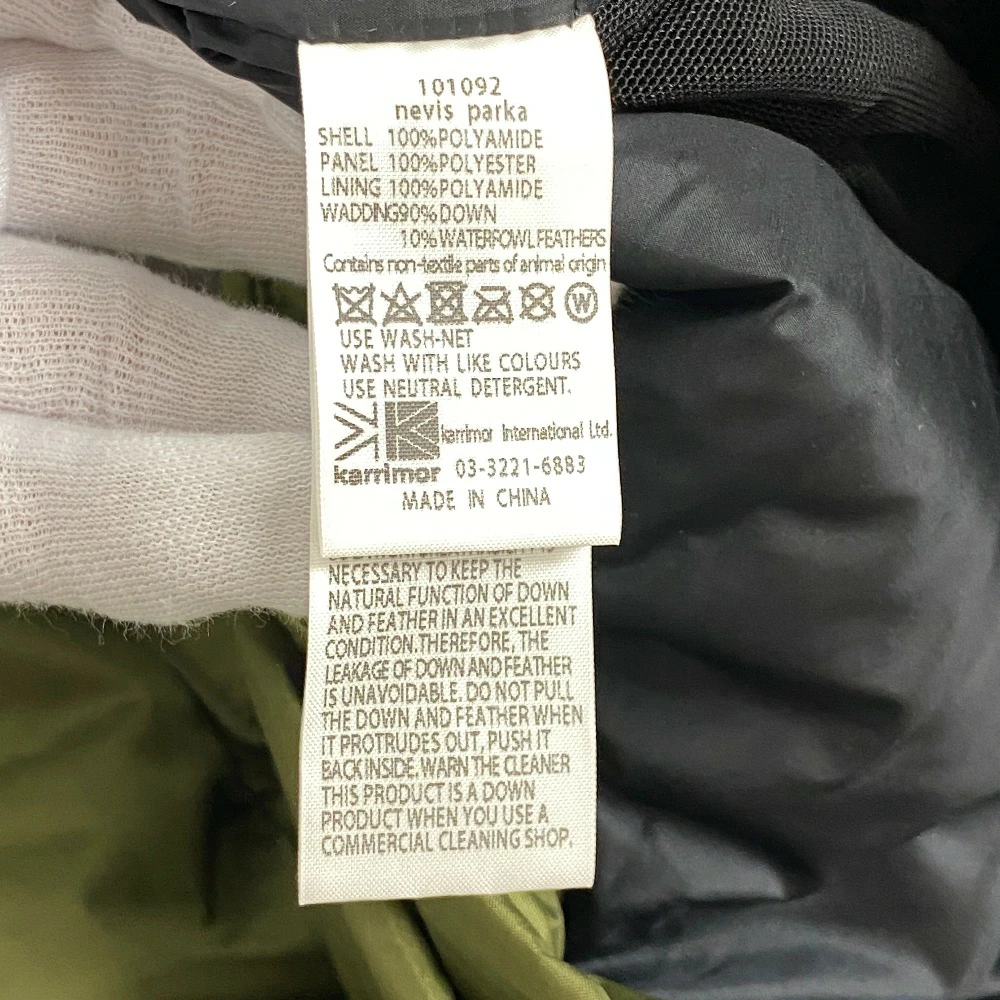 101092
nevis parka
SHELL 100%POLYAMIDE
PANEL 100%POLYESTER
LINING 100%POLYAMIDE
WADDING90%DOWN
10%WATERFOWLFEATHERS
Contains non-textile parts of animal origin
W
USE WASH-NET
WASH WITH LIKE COLOURS
USE NEUTRAL DETERGENT.
karrimor International Ltd.
karrimor 03-3221-6883
MADE IN CHINA
NECESSARY TO KEEP THE
NATURAL FUNCTION OF DOWN
AND FEATHER IN AN EXCELLENT
CONDITION.THEREFORE, THE
LEAKAGE OF DOWN AND FEATHER
IS UNAVOIDABLE. DO NOT PULL
THE DOWN AND FEATHER WHEN
IT PROTRUDES OUT, PUSH IT
BACK INSIDE. WARN THE CLEANER
THIS PRODUCT IS A DOWN
PRODUCT WHEN YOU USE A
COMMERCIAL CLEANING SHOP.